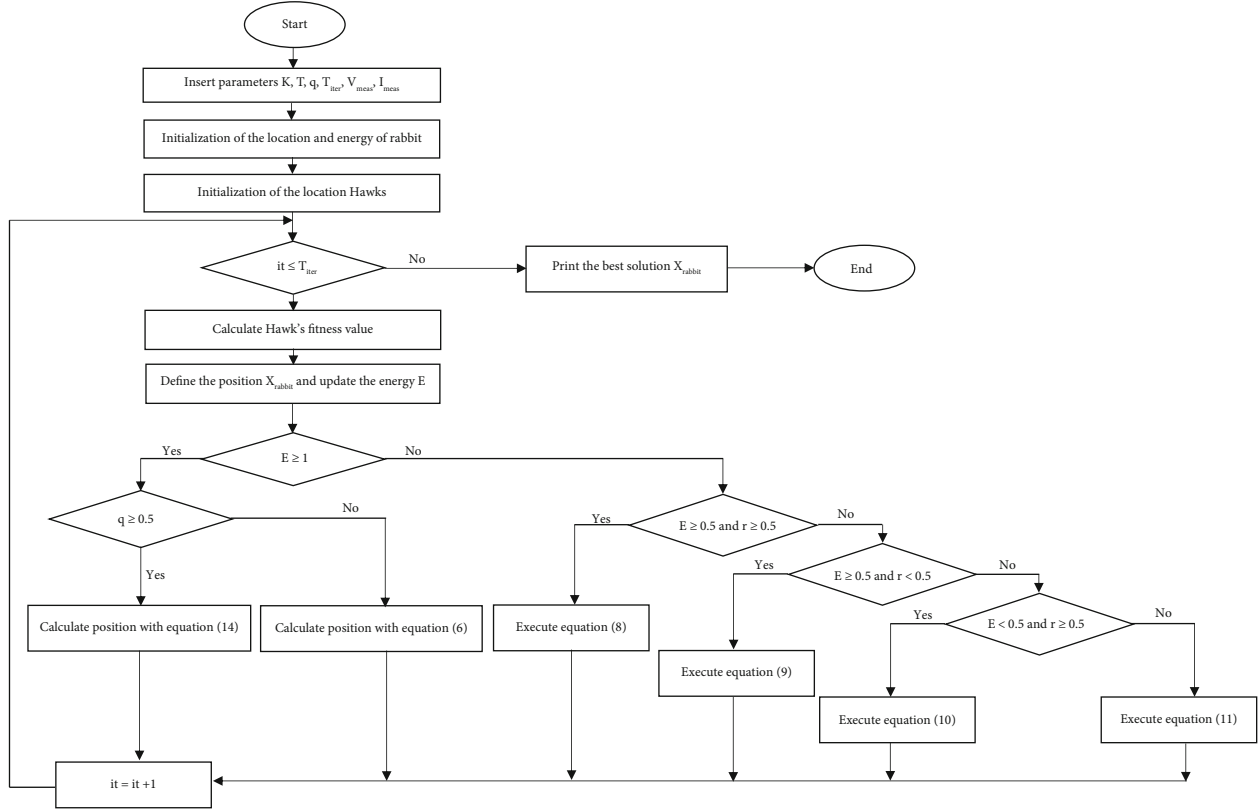 Start
Insert parameters K, T, q, T_iter, V_meas, I_meas
Initialization of the location and energy of rabbit
Initialization of the location Hawks
it ≤ T_iter
No
Print the best solution X_rabbit
End
Calculate Hawk's fitness value
Define the position X_rabbit and update the energy E
Yes
E ≥ 1
No
q ≥ 0.5
No
Yes
E ≥ 0.5 and r ≥ 0.5
No
Yes
E ≥ 0.5 and r < 0.5
No
Yes
Yes
E < 0.5 and r ≥ 0.5
No
Calculate position with equation (14)
Calculate position with equation (6)
Execute equation (8)
Execute equation (9)
Execute equation (10)
Execute equation (11)
it = it +1